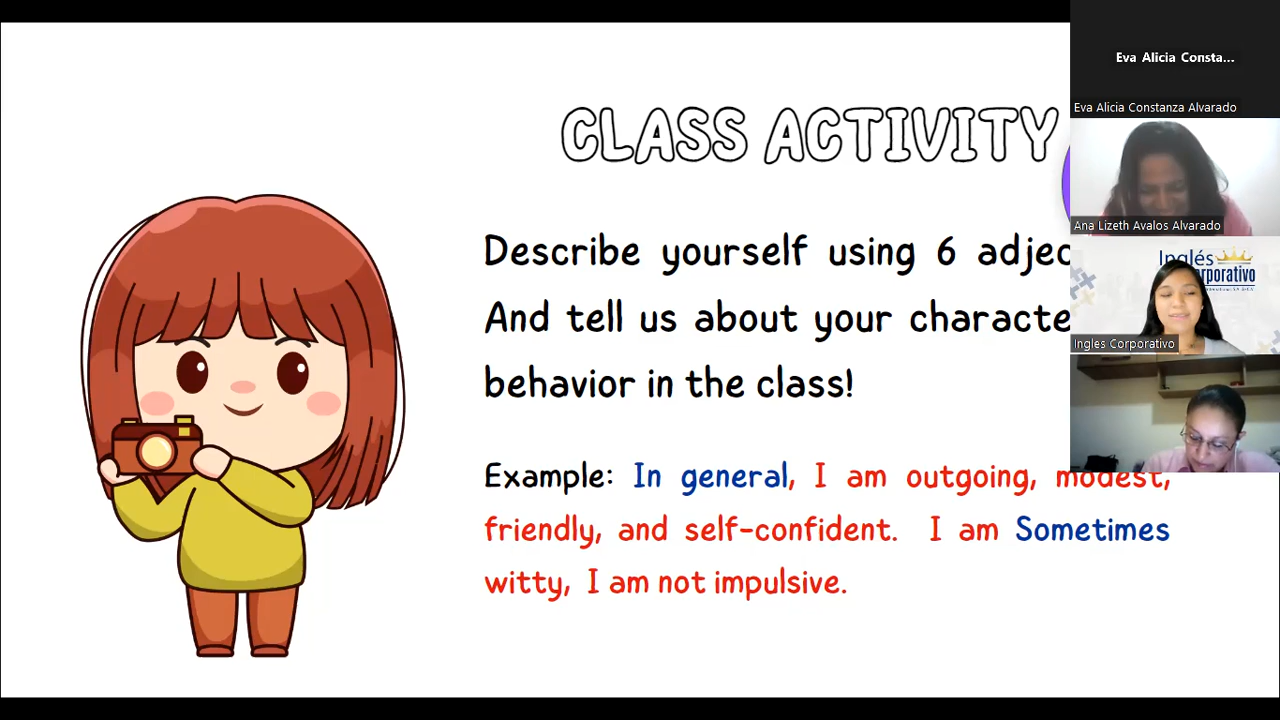 CLASS ACTIVITY
Describe yourself using 6
And tell us about your
behavior in the class!
Example: In general, I am outgoing, modest,
friendly, and self-confident. I am Sometimes
witty, I am not impulsive.
Eva Alicia Consta...
Eva Alicia Constanza Alvarado
Ana Lizeth Avalos Alvarado
Inglés
Ingles Corporativo